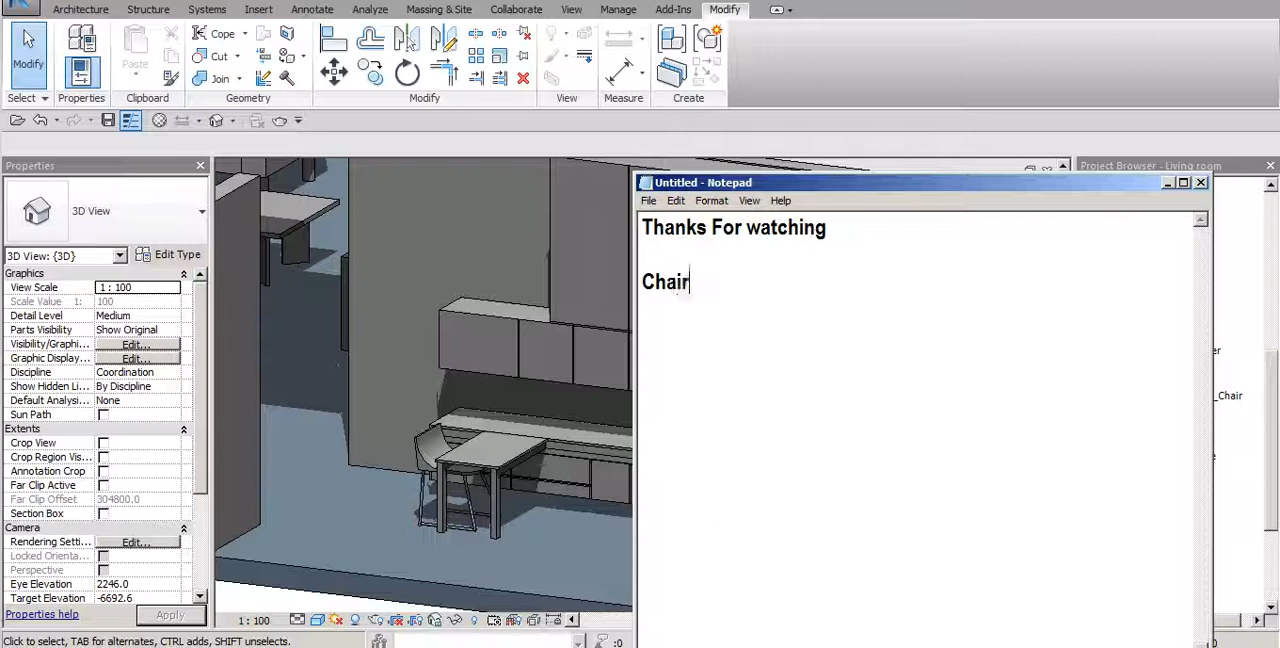 Architecture Structure Systems Insert Annotate Analyze Massing & Site Collaborate View Manage Add-Ins Modify
Cope
Modify Paste Cut
Join
Select Properties Clipboard Geometry Modify View Measure Create
Properties
Project Browser - Living room
3D View
3D View: {3D} Edit Type
Graphics
View Scale 1 : 100
Scale Value 1: 100
Detail Level Medium
Parts Visibility Show Original
Visibility/Graphi... Edit...
Graphic Display... Edit...
Discipline Coordination
Show Hidden Li... By Discipline
Default Analysi... None
Sun Path
Extents
Crop View
Crop Region Vis...
Annotation Crop
Far Clip Active
Far Clip Offset 304800.0
Section Box
Camera
Rendering Setti... Edit...
Locked Orienta...
Perspective
Eye Elevation 2246.0
Target Elevation -6692.6
Properties help Apply
Untitled - Notepad
File Edit Format View Help
Thanks For watching
Chair
er
_Chair
1 : 100
Click to select, TAB for alternates, CTRL adds, SHIFT unselects.
:0